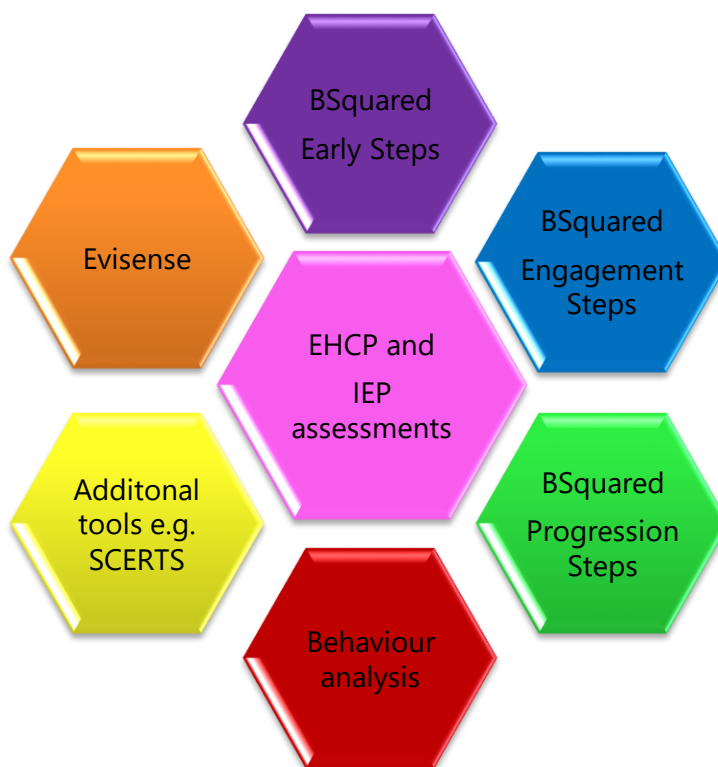 BSquared
Early Steps
Evisense
BSquared
Engagement
Steps
EHCP and
IEP
assessments
Additonal
tools e.g.
SCERTS
BSquared
Progression
Steps
Behaviour
analysis